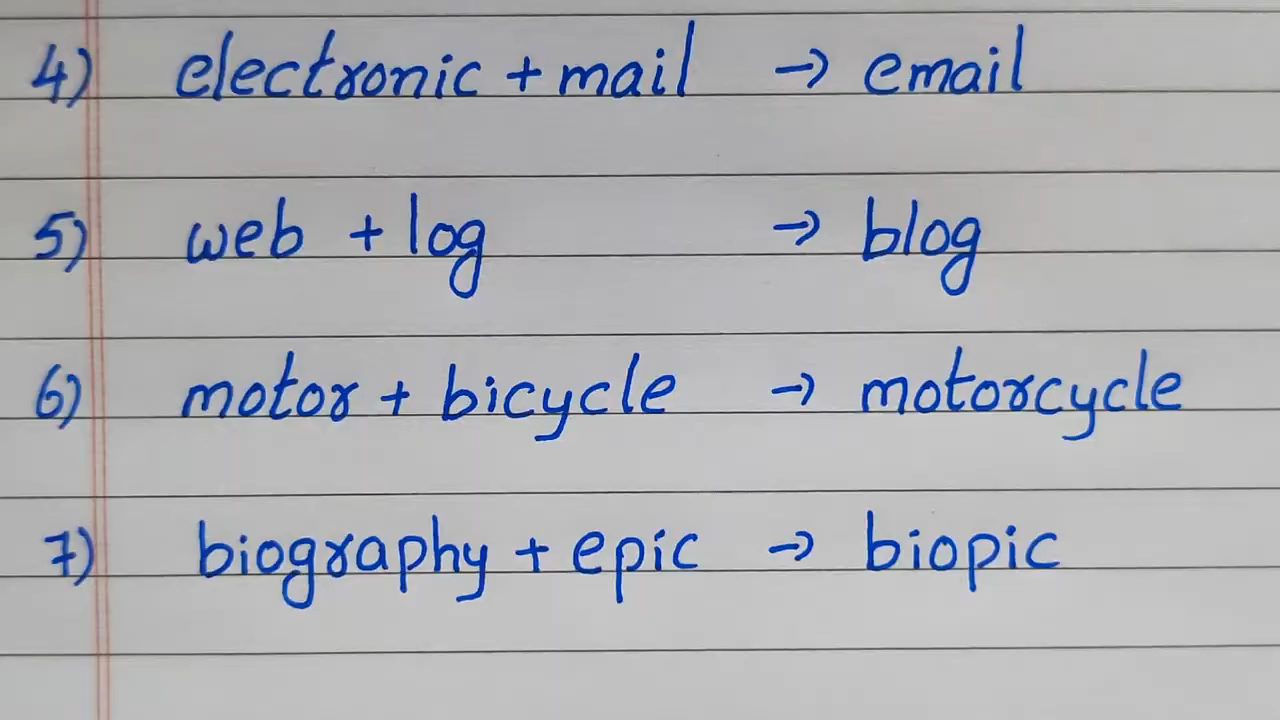 4) electronic + mail → email
5) web + log → blog
6) motor + bicycle → motorcycle
7) biography + epic → biopic